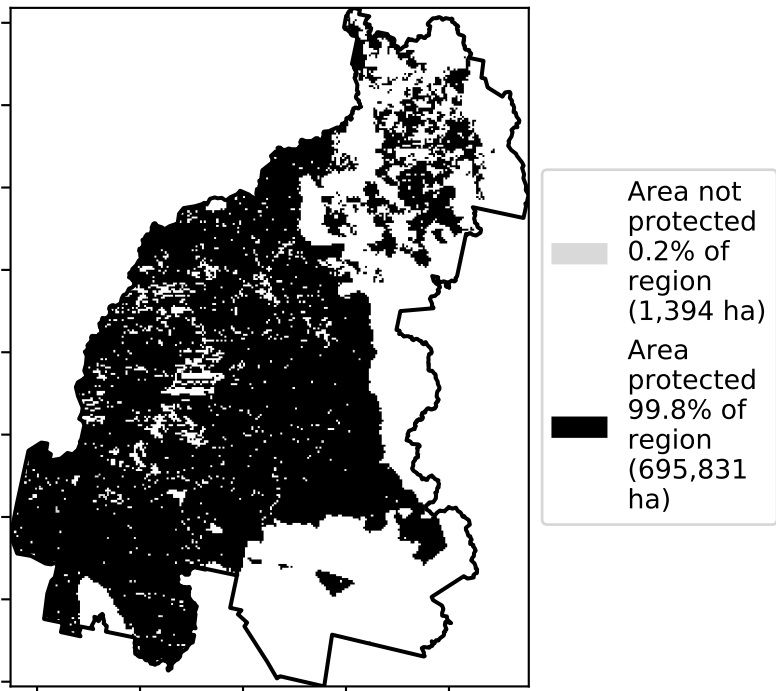 Area not
protected
0.2% of
region
(1,394 ha)
Area
protected
99.8% of
region
(695,831
ha)